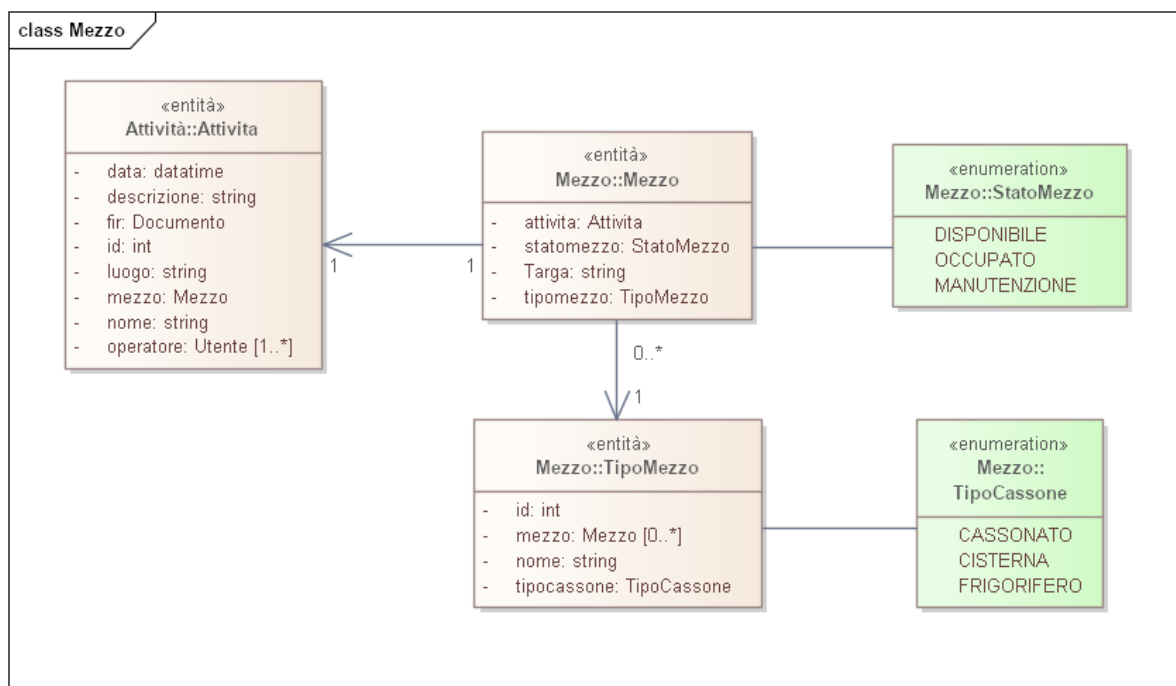 class Mezzo
«entità»
Attività::Attivita
- data: datatime
- descrizione: string
- fir: Documento
- id: int
- luogo: string
- mezzo: Mezzo
- nome: string
- operatore: Utente [1..*]
1
1
«entità»
Mezzo::Mezzo
- attivita: Attivita
- statomezzo: StatoMezzo
- Targa: string
- tipomezzo: TipoMezzo
«enumeration»
Mezzo::StatoMezzo
DISPONIBILE
OCCUPATO
MANUTENZIONE
0..*
1
«entità»
Mezzo::TipoMezzo
- id: int
- mezzo: Mezzo [0..*]
- nome: string
- tipocassone: TipoCassone
«enumeration»
Mezzo::
TipoCassone
CASSONATO
CISTERNA
FRIGORIFERO